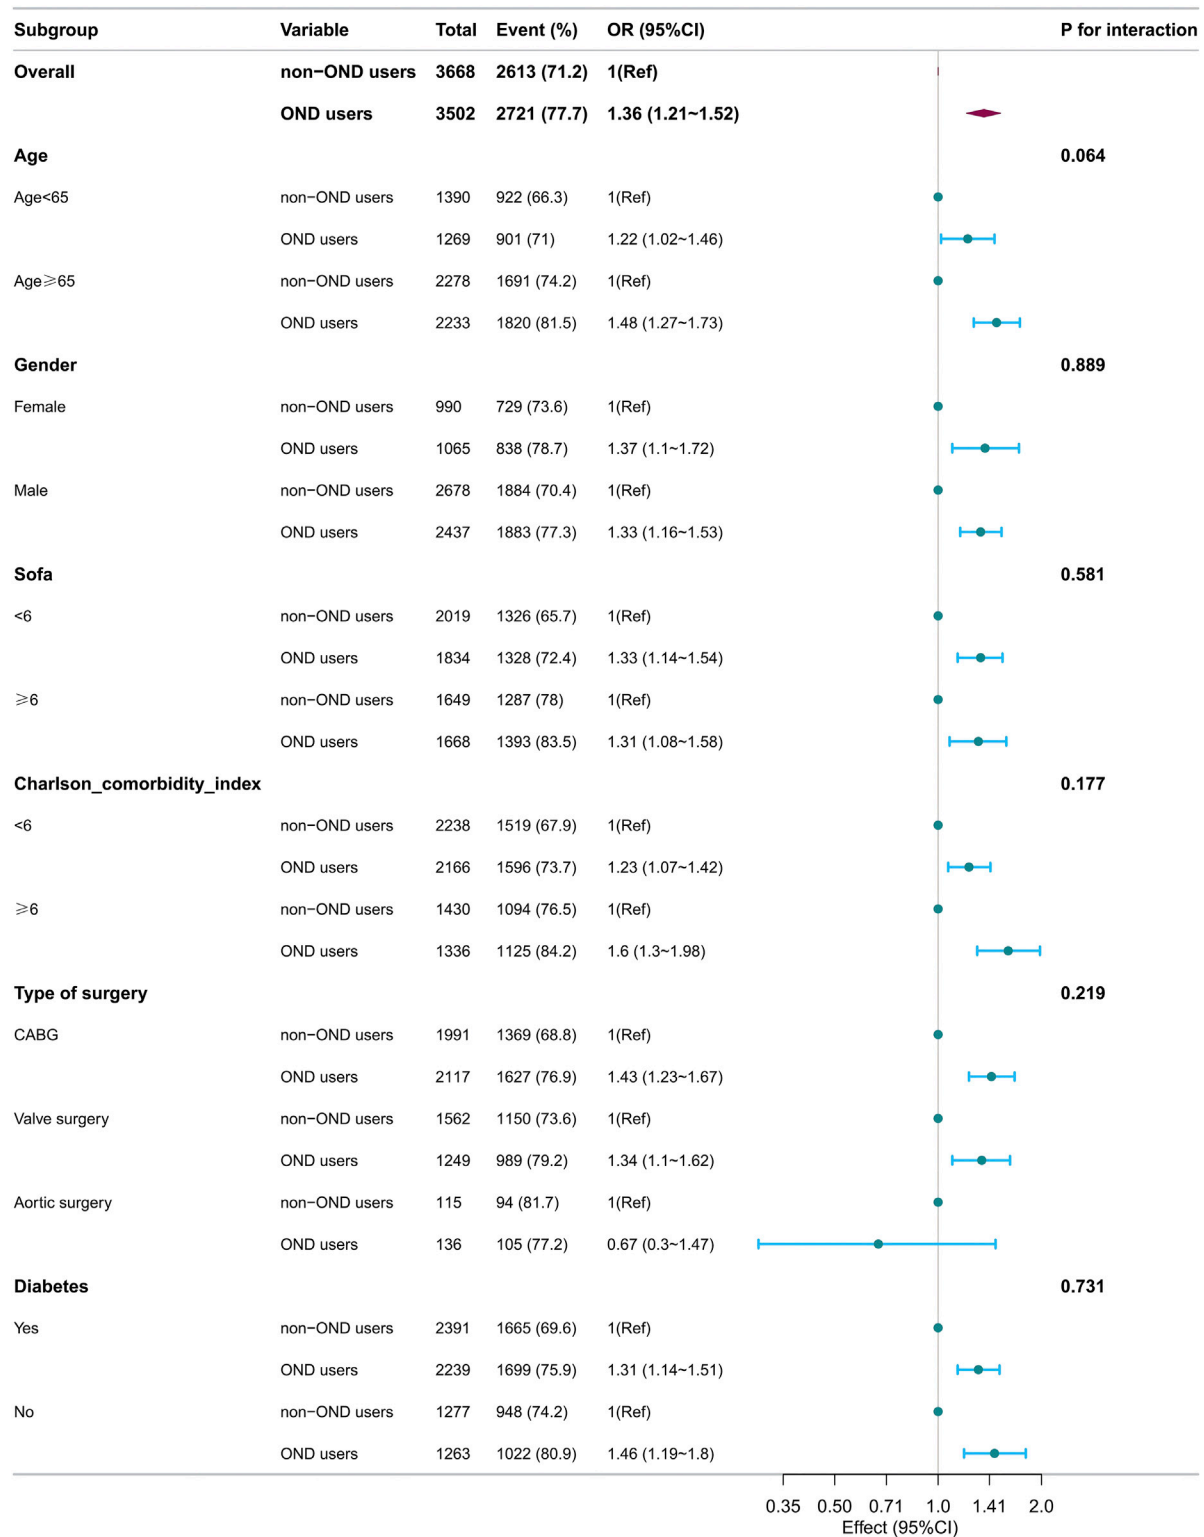 Subgroup Variable Total Event (%) OR (95%CI) P for interaction
Overall non−OND users 3668 2613 (71.2) 1(Ref)
OND users 3502 2721 (77.7) 1.36 (1.21~1.52)
Age 0.064
Age<65 non−OND users 1390 922 (66.3) 1(Ref)
OND users 1269 901 (71) 1.22 (1.02~1.46)
Age⩾65 non−OND users 2278 1691 (74.2) 1(Ref)
OND users 2233 1820 (81.5) 1.48 (1.27~1.73)
Gender 0.889
Female non−OND users 990 729 (73.6) 1(Ref)
OND users 1065 838 (78.7) 1.37 (1.1~1.72)
Male non−OND users 2678 1884 (70.4) 1(Ref)
OND users 2437 1883 (77.3) 1.33 (1.16~1.53)
Sofa 0.581
<6 non−OND users 2019 1326 (65.7) 1(Ref)
OND users 1834 1328 (72.4) 1.33 (1.14~1.54)
⩾6 non−OND users 1649 1287 (78) 1(Ref)
OND users 1668 1393 (83.5) 1.31 (1.08~1.58)
Charlson_comorbidity_index 0.177
<6 non−OND users 2238 1519 (67.9) 1(Ref)
OND users 2166 1596 (73.7) 1.23 (1.07~1.42)
⩾6 non−OND users 1430 1094 (76.5) 1(Ref)
OND users 1336 1125 (84.2) 1.6 (1.3~1.98)
Type of surgery 0.219
CABG non−OND users 1991 1369 (68.8) 1(Ref)
OND users 2117 1627 (76.9) 1.43 (1.23~1.67)
Valve surgery non−OND users 1562 1150 (73.6) 1(Ref)
OND users 1249 989 (79.2) 1.34 (1.1~1.62)
Aortic surgery non−OND users 115 94 (81.7) 1(Ref)
OND users 136 105 (77.2) 0.67 (0.3~1.47)
Diabetes 0.731
Yes non−OND users 2391 1665 (69.6) 1(Ref)
OND users 2239 1699 (75.9) 1.31 (1.14~1.51)
No non−OND users 1277 948 (74.2) 1(Ref)
OND users 1263 1022 (80.9) 1.46 (1.19~1.8)
0.35 0.50 0.71 1.0 1.41 2.0
Effect (95%CI)